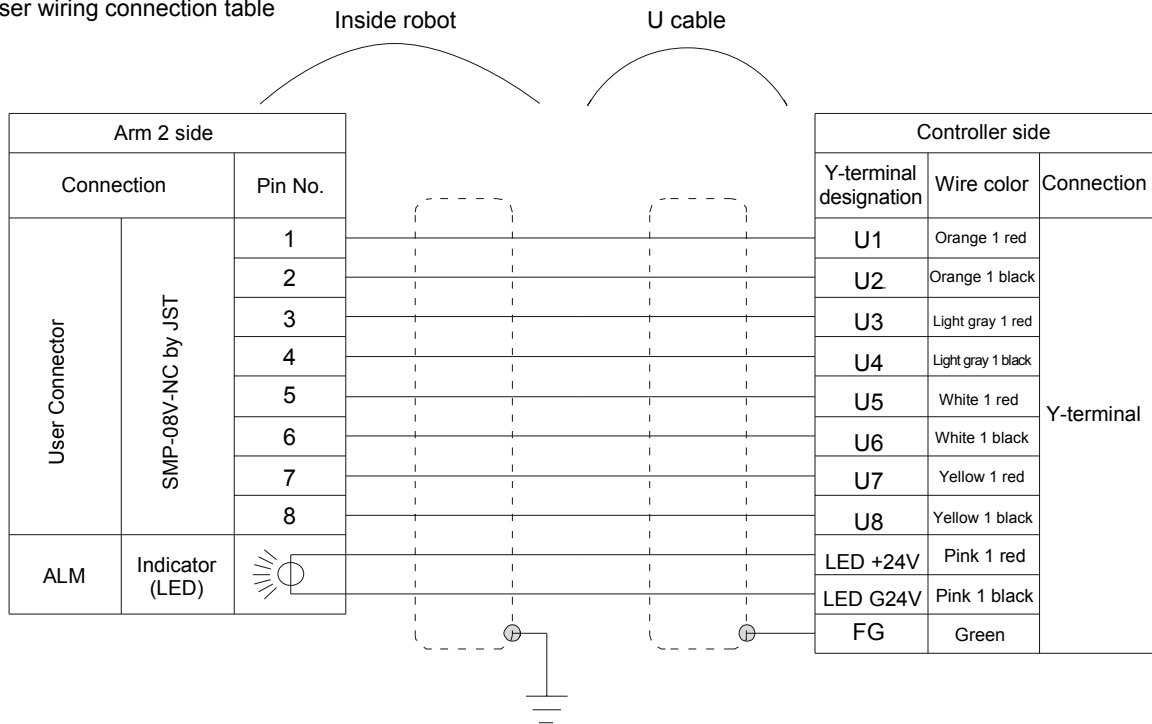 ser wiring connection table
Inside robot
U cable
Arm 2 side
Connection
Pin No.
User Connector
SMP-08V-NC by JST
1
2
3
4
5
6
7
8
ALM
Indicator
(LED)
Controller side
Y-terminal
designation
Wire color
Connection
U1
Orange 1 red
U2
Orange 1 black
U3
Light gray 1 red
U4
Light gray 1 black
U5
White 1 red
U6
White 1 black
U7
Yellow 1 red
U8
Yellow 1 black
LED +24V
Pink 1 red
LED G24V
Pink 1 black
FG
Green
Y-terminal